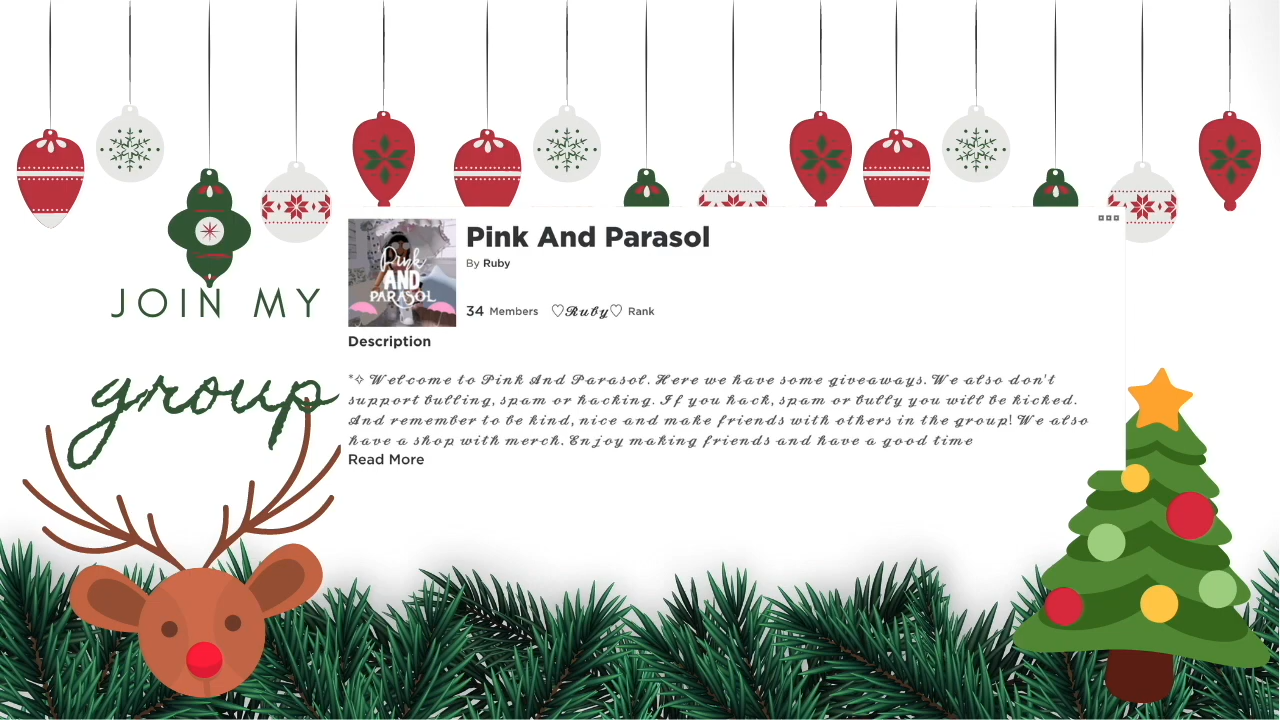 JOIN MY
group
Pink And Parasol
By Ruby
Pink
AND
PARASOL
34 Members ♡𝓡𝓾𝓫𝔂♡ Rank
Description
*✧ 𝓦𝓮𝓵𝓬𝓸𝓶𝓮 𝓽𝓸 𝓟𝓲𝓷𝓴 𝓐𝓷𝓭 𝓟𝓪𝓻𝓪𝓼𝓸𝓵. 𝓗𝓮𝓻𝓮 𝔀𝓮 𝓱𝓪𝓿𝓮 𝓼𝓸𝓶𝓮 𝓰𝓲𝓿𝓮𝓪𝔀𝓪𝔂𝓼. 𝓦𝓮 𝓪𝓵𝓼𝓸 𝓭𝓸𝓷'𝓽
𝓼𝓾𝓹𝓹𝓸𝓻𝓽 𝓫𝓾𝓵𝓵𝓲𝓷𝓰, 𝓼𝓹𝓪𝓶 𝓸𝓻 𝓱𝓪𝓬𝓴𝓲𝓷𝓰. 𝓘𝓯 𝔂𝓸𝓾 𝓱𝓪𝓬𝓴, 𝓼𝓹𝓪𝓶 𝓸𝓻 𝓫𝓾𝓵𝓵𝔂 𝔂𝓸𝓾 𝔀𝓲𝓵𝓵 𝓫𝓮 𝓴𝓲𝓬𝓴𝓮𝓭.
𝓐𝓷𝓭 𝓻𝓮𝓶𝓮𝓶𝓫𝓮𝓻 𝓽𝓸 𝓫𝓮 𝓴𝓲𝓷𝓭, 𝓷𝓲𝓬𝓮 𝓪𝓷𝓭 𝓶𝓪𝓴𝓮 𝓯𝓻𝓲𝓮𝓷𝓭𝓼 𝔀𝓲𝓽𝓱 𝓸𝓽𝓱𝓮𝓻𝓼 𝓲𝓷 𝓽𝓱𝓮 𝓰𝓻𝓸𝓾𝓹! 𝓦𝓮 𝓪𝓵𝓼𝓸
𝓱𝓪𝓿𝓮 𝓪 𝓼𝓱𝓸𝓹 𝔀𝓲𝓽𝓱 𝓶𝓮𝓻𝓬𝓱. 𝓔𝓷𝓳𝓸𝔂 𝓶𝓪𝓴𝓲𝓷𝓰 𝓯𝓻𝓲𝓮𝓷𝓭𝓼 𝓪𝓷𝓭 𝓱𝓪𝓿𝓮 𝓪 𝓰𝓸𝓸𝓭 𝓽𝓲𝓶𝓮
Read More